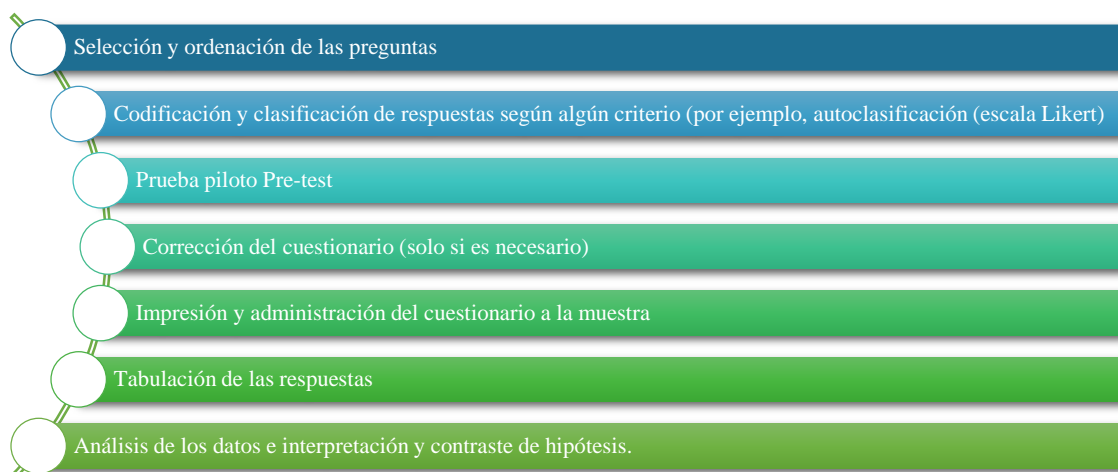 Selección y ordenación de las preguntas
Codificación y clasificación de respuestas según algún criterio (por ejemplo, autoclasificación (escala Likert)
Prueba piloto Pre-test
Corrección del cuestionario (solo si es necesario)
Impresión y administración del cuestionario a la muestra
Tabulación de las respuestas
Análisis de los datos e interpretación y contraste de hipótesis.